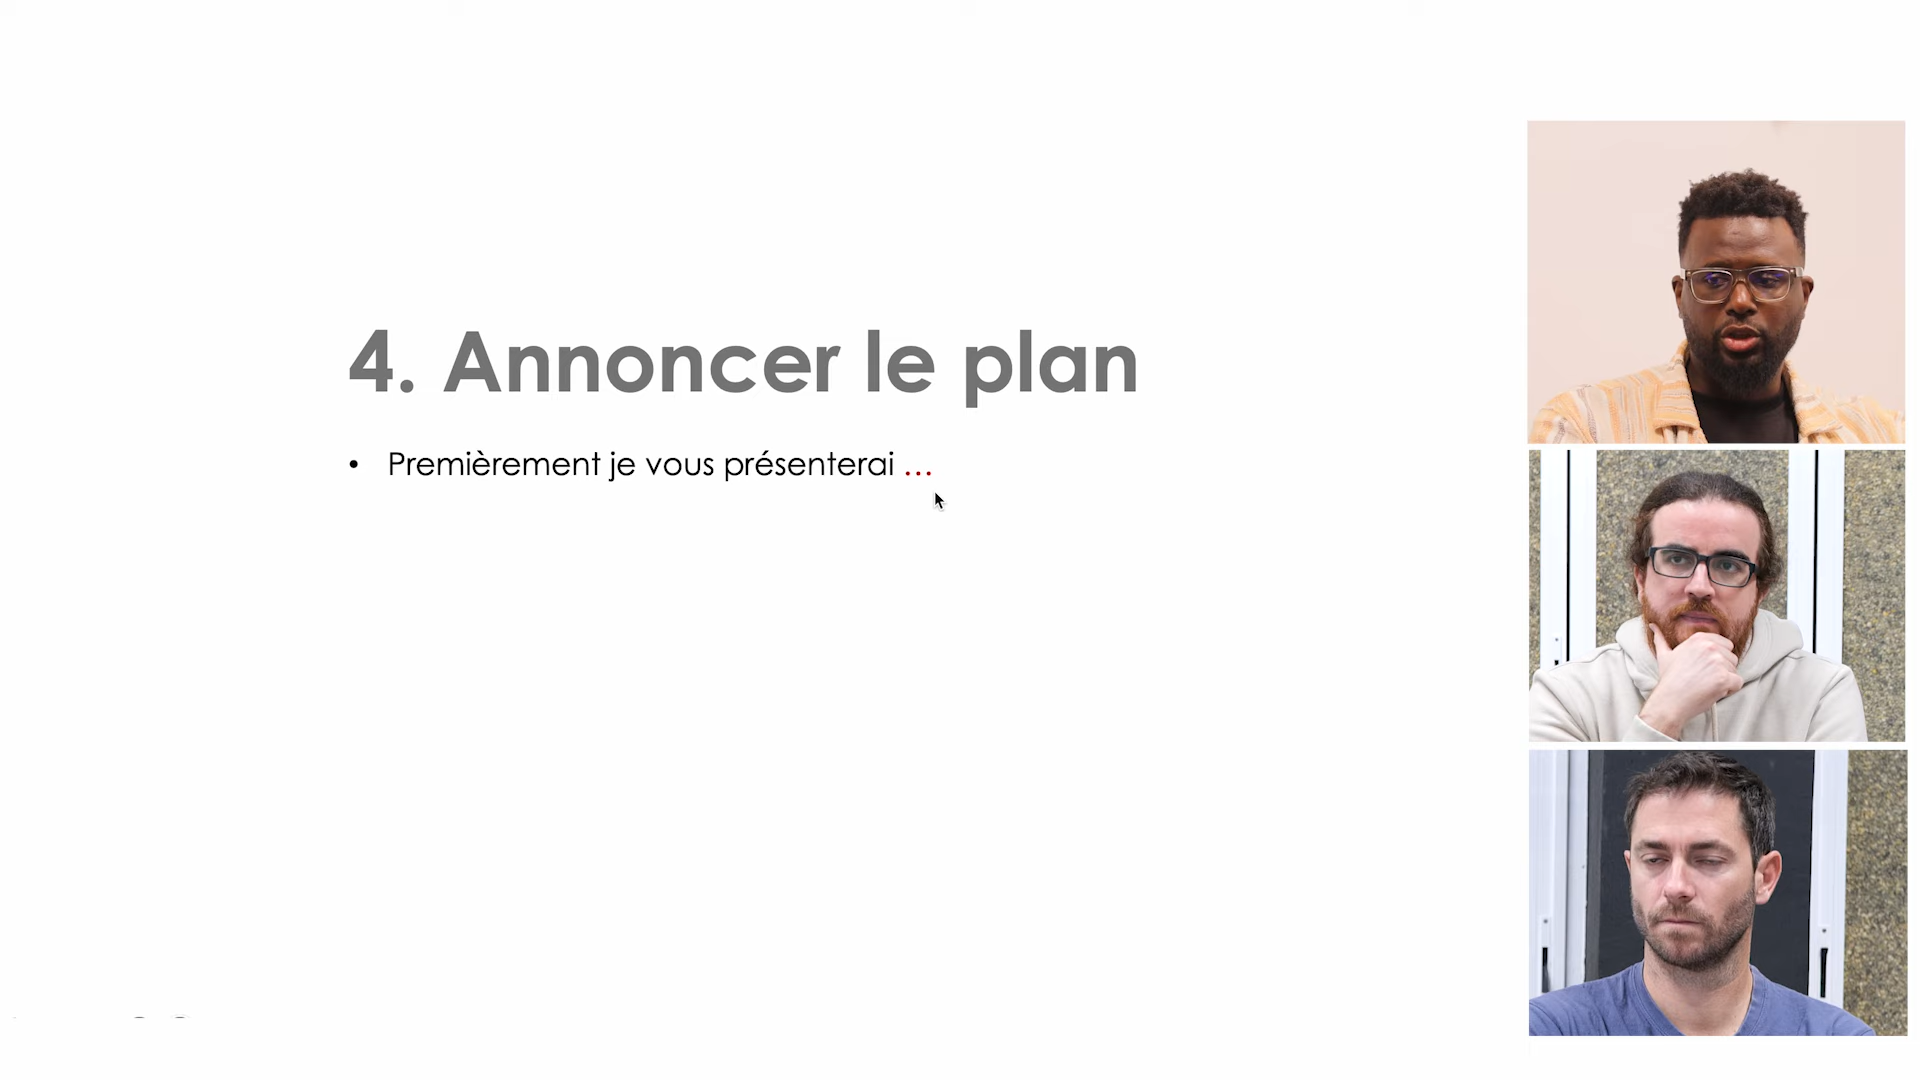 4. Annoncer le plan
• Premièrement je vous présenterai ...